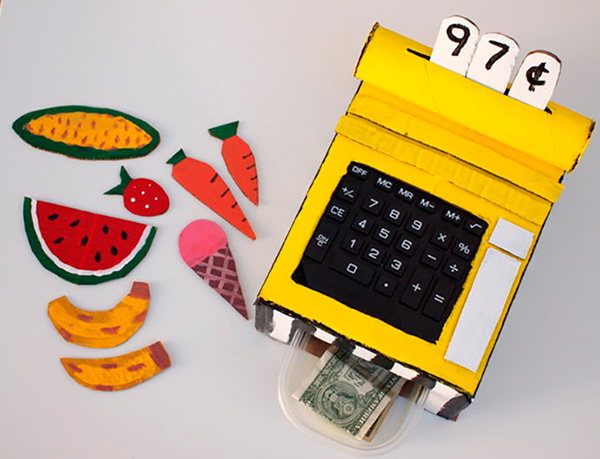 97¢
OFF MC MR M- M+ √
+/- 7 8 9 × %
CE 4 5 6 - ÷
1 2 3
0 · + =